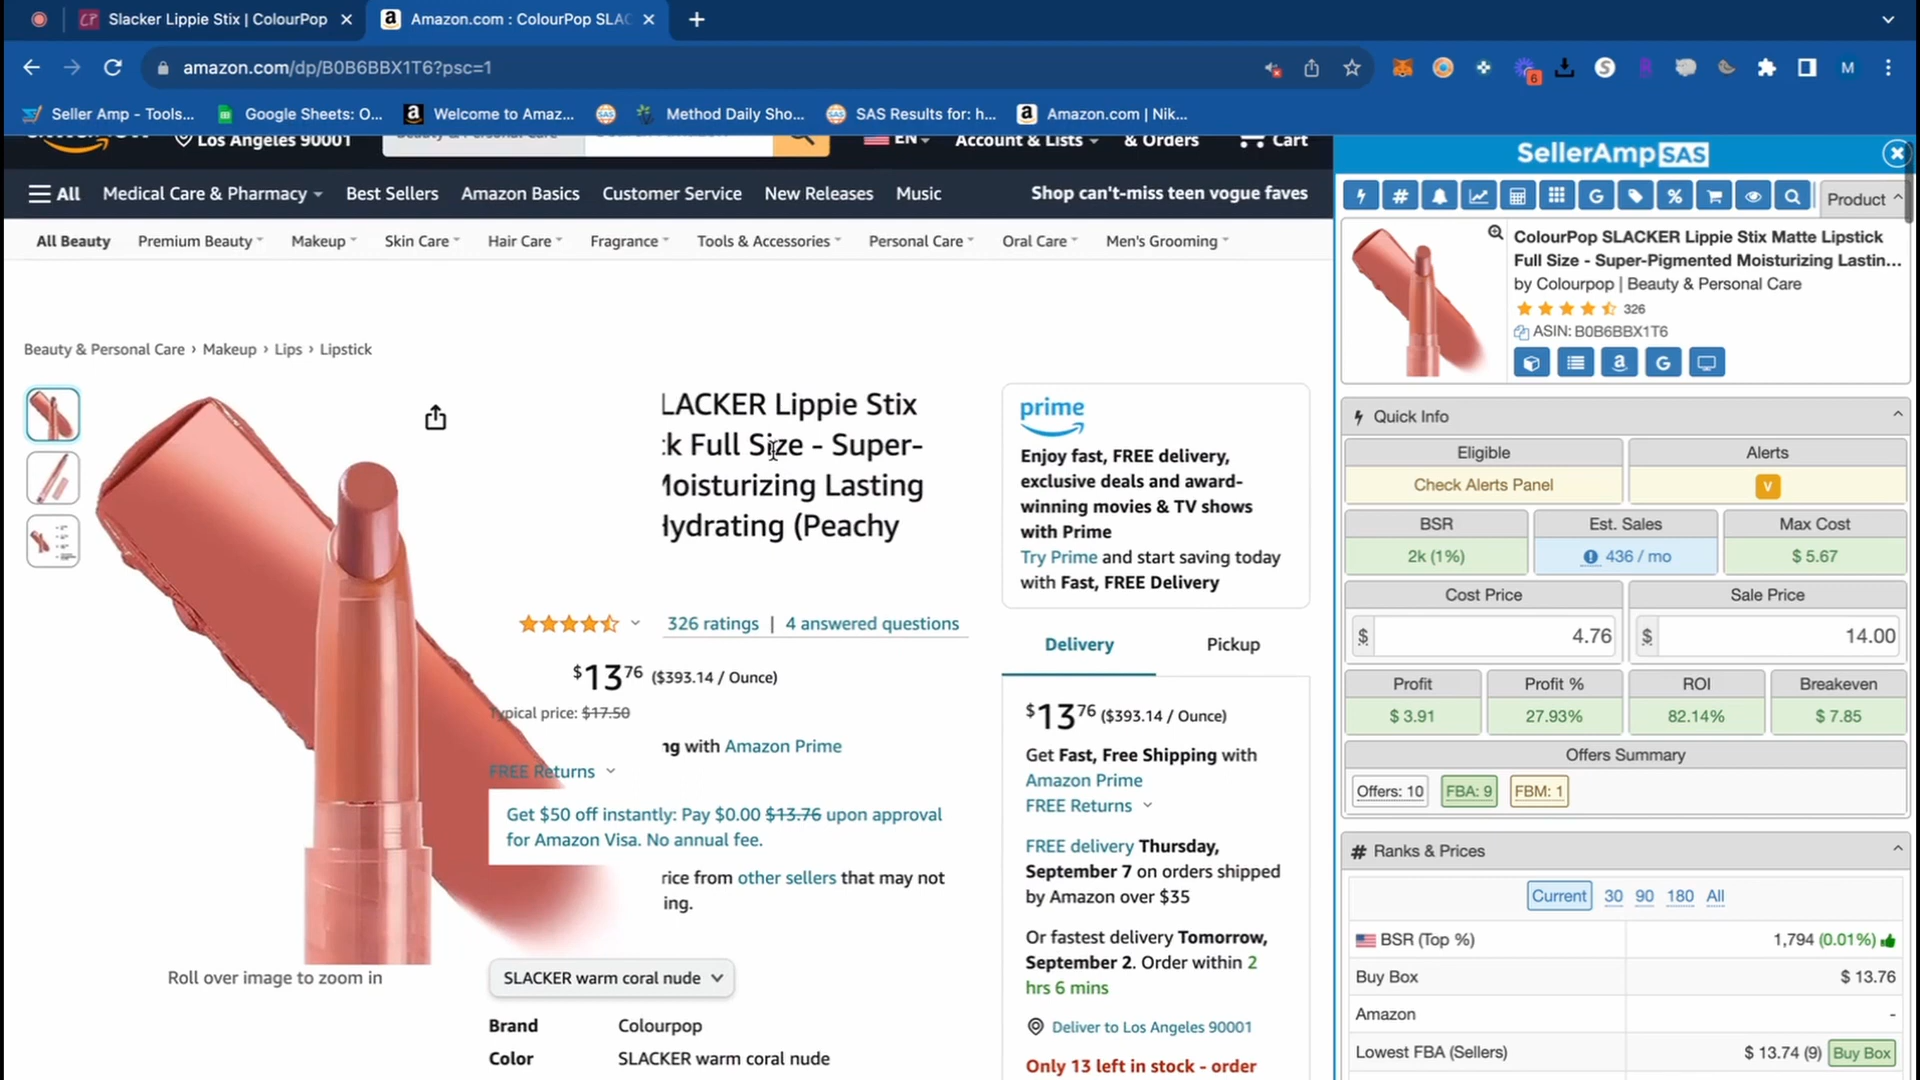 Slacker Lippie Stix | ColourPop
Amazon.com : ColourPop SLAC
amazon.com/dp/B0B6BBX1T6?psc=1
6
M
Seller Amp - Tools...
Google Sheets: O...
Welcome to Amaz...
Method Daily Sho...
SAS Results for: h...
Amazon.com | Nik...
Los Angeles 90001
Beauty & Personal Care
EN
Account & Lists
& Orders
Cart
All
Medical Care & Pharmacy
Best Sellers
Amazon Basics
Customer Service
New Releases
Music
Shop can't-miss teen vogue faves
All Beauty
Premium Beauty
Makeup
Skin Care
Hair Care
Fragrance
Tools & Accessories
Personal Care
Oral Care
Men's Grooming
Beauty & Personal Care › Makeup › Lips › Lipstick
LACKER Lippie Stix
k Full Size - Super-
Moisturizing Lasting
Hydrating (Peachy
326 ratings | 4 answered questions
$13 76 ($393.14 / Ounce)
Typical price: $17.50
ng with Amazon Prime
FREE Returns
Get $50 off instantly: Pay $0.00 $13.76 upon approval
for Amazon Visa. No annual fee.
rice from other sellers that may not
ing.
Roll over image to zoom in
SLACKER warm coral nude
Brand Colourpop
Color SLACKER warm coral nude
prime
Enjoy fast, FREE delivery,
exclusive deals and award-
winning movies & TV shows
with Prime
Try Prime and start saving today
with Fast, FREE Delivery
Delivery
Pickup
$13 76 ($393.14 / Ounce)
Get Fast, Free Shipping with
Amazon Prime
FREE Returns
FREE delivery Thursday,
September 7 on orders shipped
by Amazon over $35
Or fastest delivery Tomorrow,
September 2. Order within 2
hrs 6 mins
Deliver to Los Angeles 90001
Only 13 left in stock - order
SellerAmp SAS
Product
ColourPop SLACKER Lippie Stix Matte Lipstick
Full Size - Super-Pigmented Moisturizing Lastin...
by Colourpop | Beauty & Personal Care
326
ASIN: B0B6BBX1T6
Quick Info
Eligible
Alerts
Check Alerts Panel
V
BSR
Est. Sales
Max Cost
2k (1%)
436 / mo
$ 5.67
Cost Price
Sale Price
$ 4.76
$ 14.00
Profit
Profit %
ROI
Breakeven
$ 3.91
27.93%
82.14%
$ 7.85
Offers Summary
Offers: 10
FBA: 9
FBM: 1
# Ranks & Prices
Current 30 90 180 All
BSR (Top %) 1,794 (0.01%)
Buy Box $ 13.76
Amazon -
Lowest FBA (Sellers) $ 13.74 (9) Buy Box